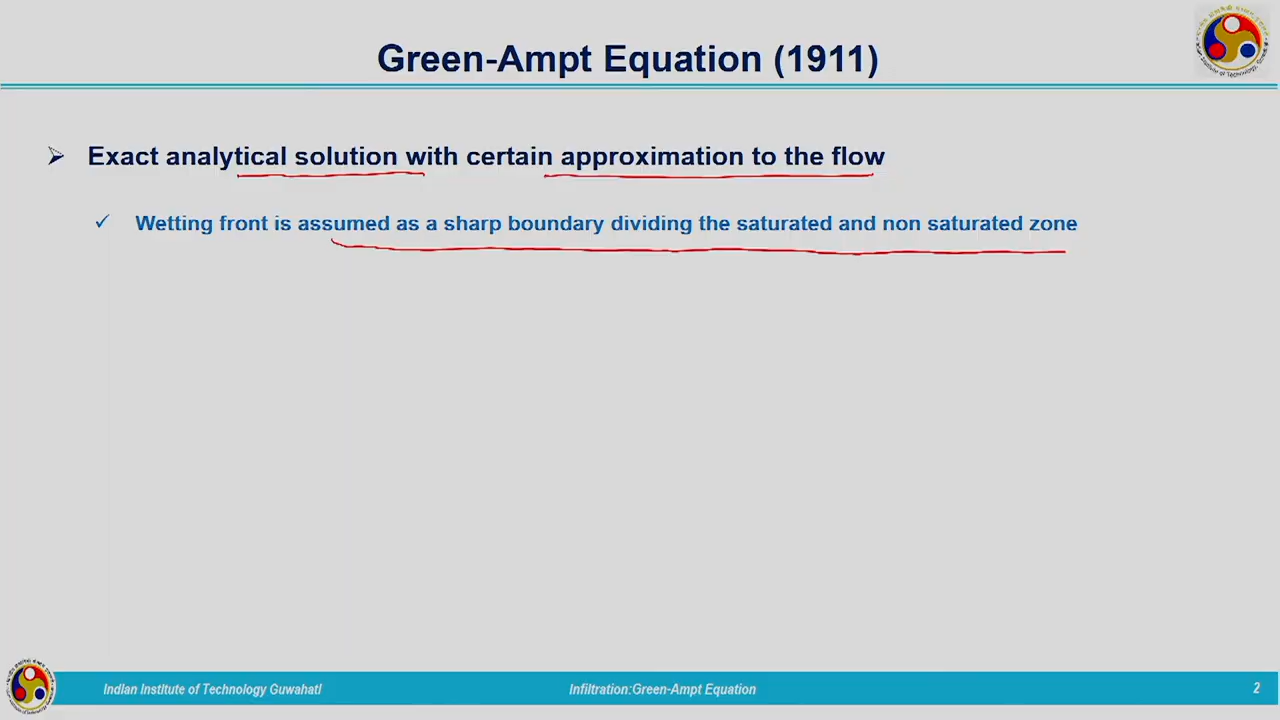 Green-Ampt Equation (1911)
Exact analytical solution with certain approximation to the flow
Wetting front is assumed as a sharp boundary dividing the saturated and non saturated zone
Indian Institute of Technology Guwahati
Infiltration:Green-Ampt Equation
2